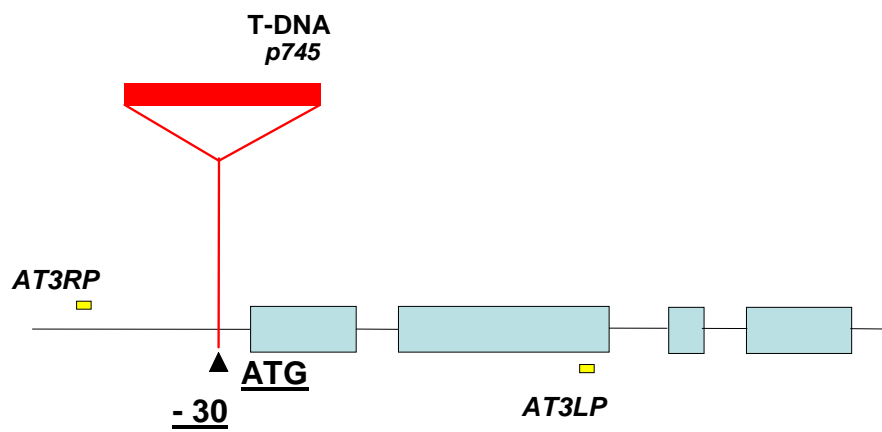 T-DNA
p745
AT3RP
ATG
- 30
AT3LP